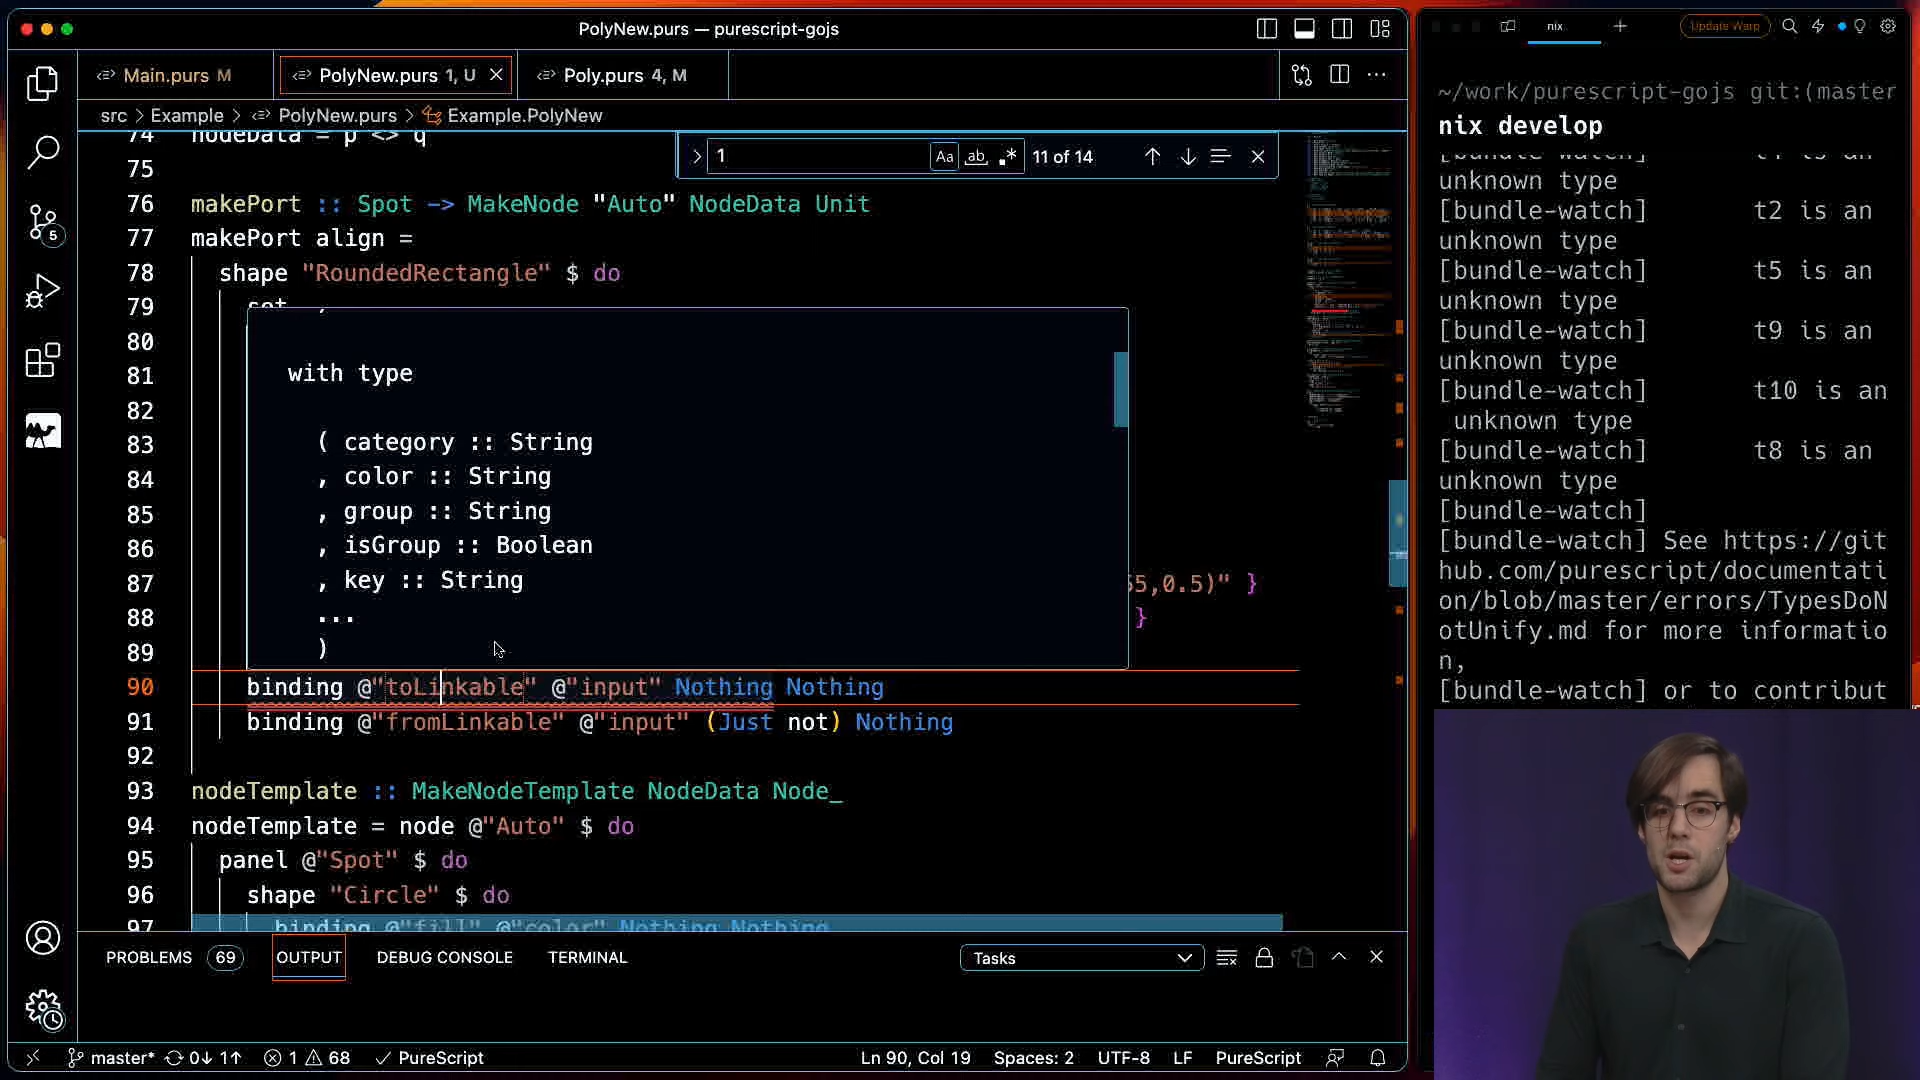 PolyNew.purs — purescript-gojs
Main.purs M
PolyNew.purs 1, U
Poly.purs 4, M
src > Example > PolyNew.purs > Example.PolyNew
74 nodeData = p <> q
1
Aa ab .* 11 of 14
75
76 makePort :: Spot -> MakeNode "Auto" NodeData Unit
77 makePort align =
78 shape "RoundedRectangle" $ do
79 set
80
81 with type
82
83 ( category :: String
84 , color :: String
85 , group :: String
86 , isGroup :: Boolean
87 , key :: String 5,0.5)" }
88 ... }
89 )
90 binding @"toLinkable" @"input" Nothing Nothing
91 binding @"fromLinkable" @"input" (Just not) Nothing
92
93 nodeTemplate :: MakeNodeTemplate NodeData Node_
94 nodeTemplate = node @"Auto" $ do
95 panel @"Spot" $ do
96 shape "Circle" $ do
97 binding @"fill" @"color" Nothing Nothing
PROBLEMS 69 OUTPUT DEBUG CONSOLE TERMINAL
Tasks
5
master* 0↓ 1↑ 1 68 PureScript
Ln 90, Col 19 Spaces: 2 UTF-8 LF PureScript
nix
Update Warp
~/work/purescript-gojs git:(master
nix develop
unknown type
[bundle-watch] t2 is an
unknown type
[bundle-watch] t5 is an
unknown type
[bundle-watch] t9 is an
unknown type
[bundle-watch] t10 is an
unknown type
[bundle-watch] t8 is an
unknown type
[bundle-watch]
[bundle-watch] See https://git
hub.com/purescript/documentati
on/blob/master/errors/TypesDoN
otUnify.md for more informatio
n,
[bundle-watch] or to contribut